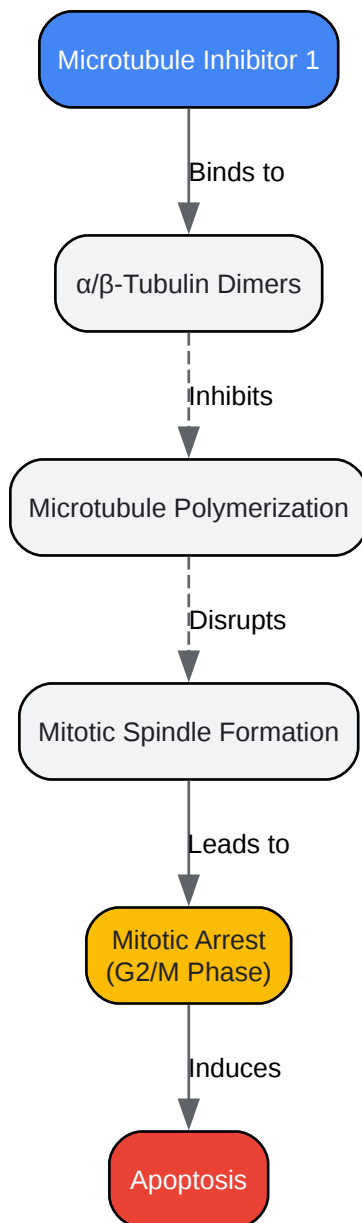 Microtubule Inhibitor 1
Binds to
α/β-Tubulin Dimers
Inhibits
Microtubule Polymerization
Disrupts
Mitotic Spindle Formation
Leads to
Mitotic Arrest
(G2/M Phase)
Induces
Apoptosis